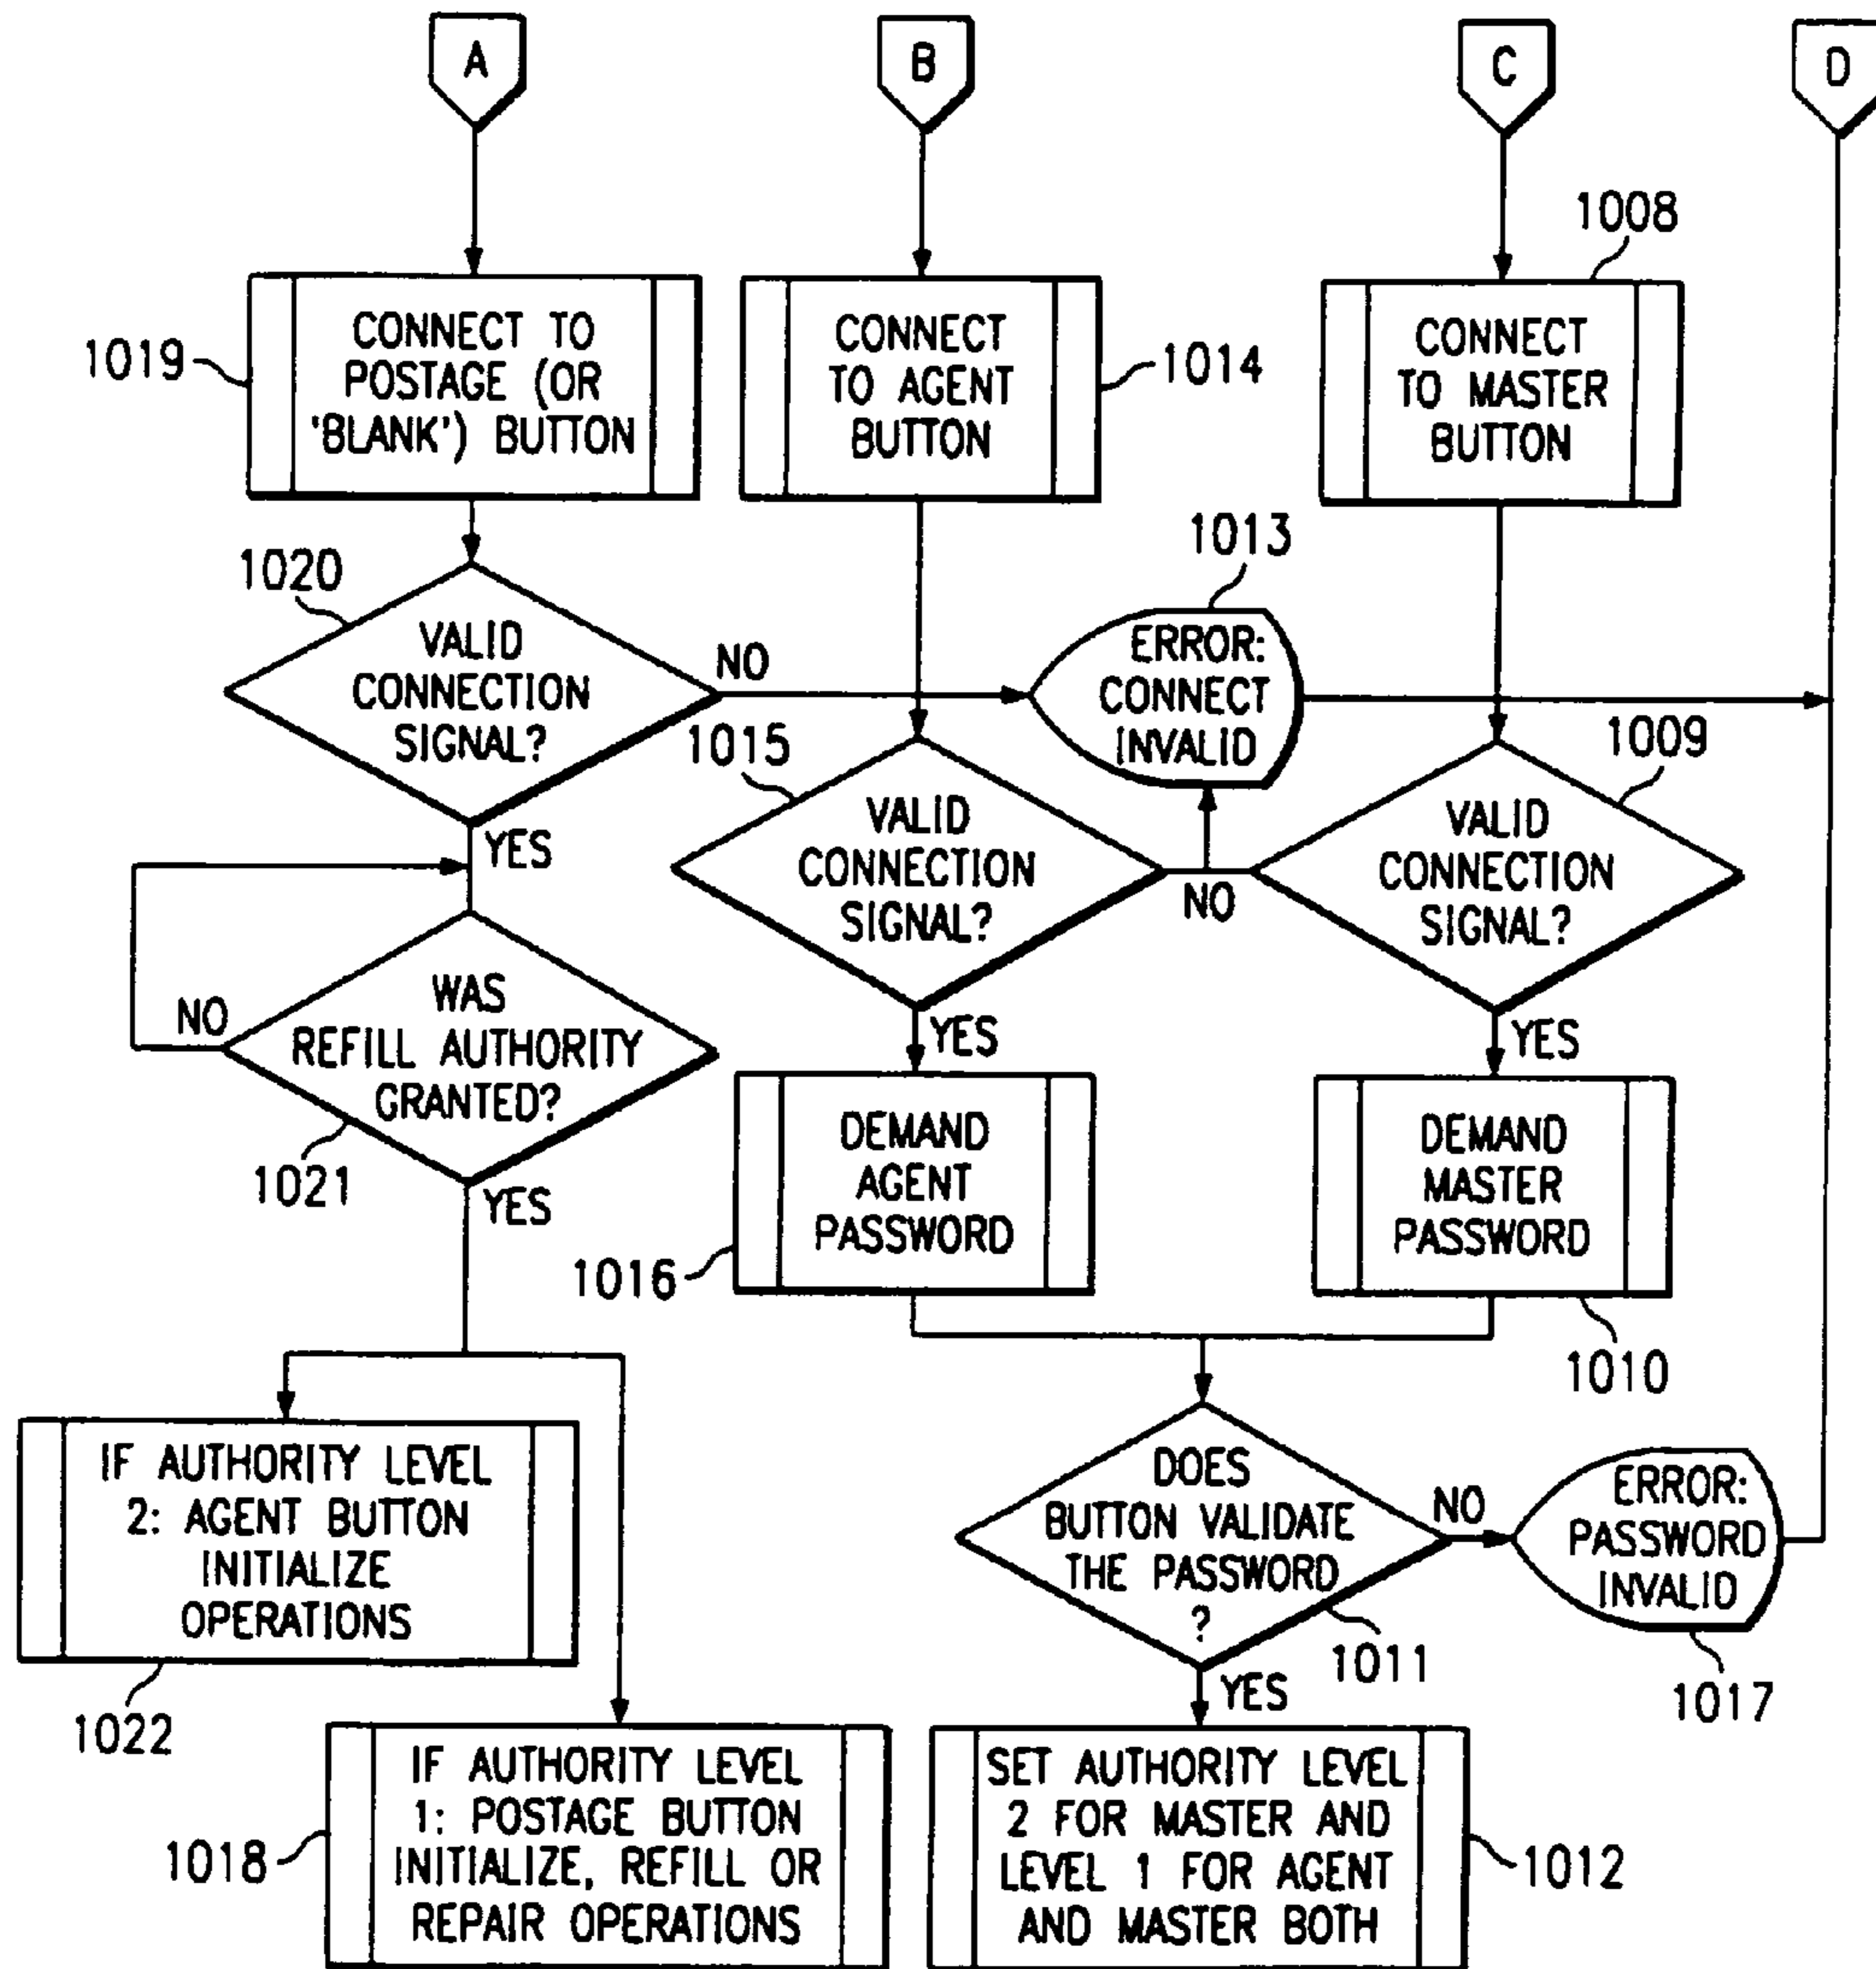 A
B
C
D
1008
CONNECT TO
POSTAGE (OR
'BLANK') BUTTON
1019
CONNECT
TO AGENT
BUTTON
1014
CONNECT
TO MASTER
BUTTON
1020
VALID
CONNECTION
SIGNAL?
NO
YES
1013
ERROR:
CONNECT
INVALID
1015
VALID
CONNECTION
SIGNAL?
NO
YES
1009
VALID
CONNECTION
SIGNAL?
YES
WAS
REFILL AUTHORITY
GRANTED?
NO
1021
YES
DEMAND
AGENT
PASSWORD
1016
DEMAND
MASTER
PASSWORD
1010
IF AUTHORITY LEVEL
2: AGENT BUTTON
INITIALIZE
OPERATIONS
1022
DOES
BUTTON VALIDATE
THE PASSWORD
?
NO
1011
YES
ERROR:
PASSWORD
INVALID
1017
IF AUTHORITY LEVEL
1: POSTAGE BUTTON
INITIALIZE, REFILL OR
REPAIR OPERATIONS
1018
SET AUTHORITY LEVEL
2 FOR MASTER AND
LEVEL 1 FOR AGENT
AND MASTER BOTH
1012